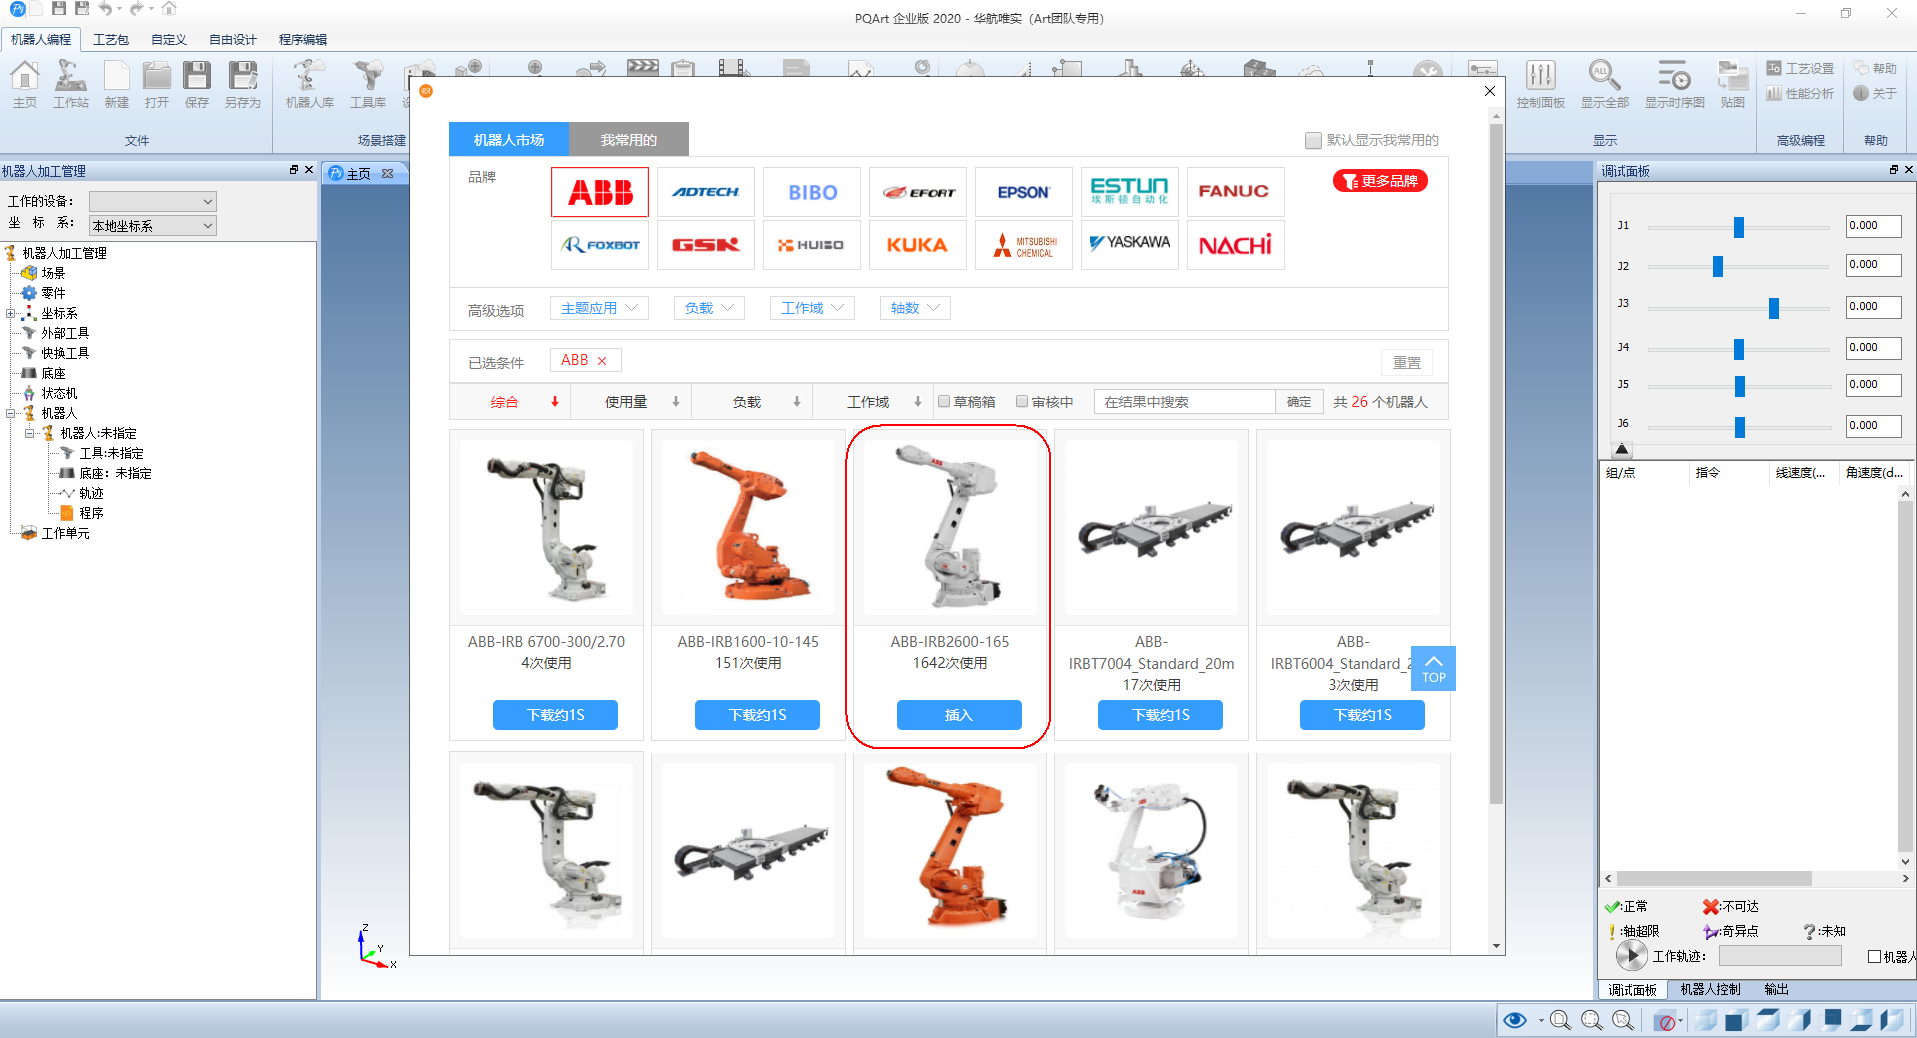 PQArt 企业版 2020 - 华航唯实（Art团队专用）
机器人编程 工艺包 自定义 自由设计 程序编辑
主页 工作站 新建 打开 保存 另存为 机器人库 工具库
控制面板 显示全部 显示时序图 贴图 工艺设置 性能分析 帮助 关于
文件 场景搭建 显示 高级编程 帮助
机器人加工管理
工作的设备：
坐 标 系： 本地坐标系
机器人加工管理
场景
零件
坐标系
外部工具
快换工具
底座
状态机
机器人
机器人:未指定
工具:未指定
底座: 未指定
轨迹
程序
工作单元
主页
机器人市场 我常用的 默认显示我常用的
品牌
ABB ADTECH BIBO EFORT EPSON ESTUN 埃斯顿自动化 FANUC 更多品牌
FOXBOT GSK HUIBO KUKA MITSUBISHI CHEMICAL YASKAWA NACHi
高级选项 主题应用 负载 工作域 轴数
已选条件 ABB × 重置
综合 使用量 负载 工作域 草稿箱 审核中 在结果中搜索 确定 共 26 个机器人
ABB-IRB 6700-300/2.70
4次使用
下载约1S
ABB-IRB1600-10-145
151次使用
下载约1S
ABB-IRB2600-165
1642次使用
插入
ABB-
IRBT7004_Standard_20m
17次使用
下载约1S
ABB-
IRBT6004_Standard_2
3次使用
下载约1S
TOP
Z
Y
X
调试面板
J1 0.000
J2 0.000
J3 0.000
J4 0.000
J5 0.000
J6 0.000
组/点 指令 线速度(... 角速度(d...
:正常 :不可达
:轴超限 :奇异点 :未知
工作轨迹: 机器人
调试面板 机器人控制 输出